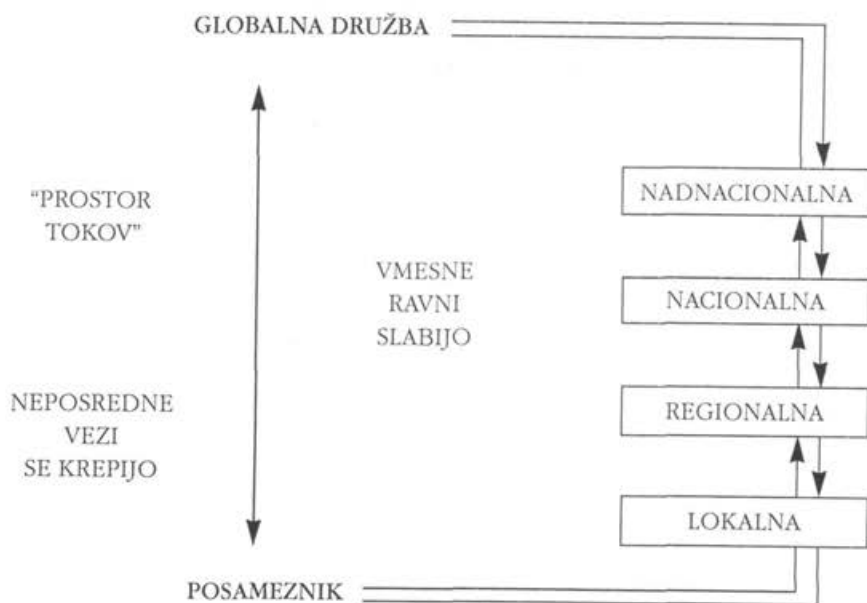 GLOBALNA DRUŽBA
"PROSTOR
TOKOV"
NEPOSREDNE
VEZI
SE KREPIJO
VMESNE
RAVNI
SLABIJO
NADNACIONALNA
NACIONALNA
REGIONALNA
LOKALNA
POSAMEZNIK